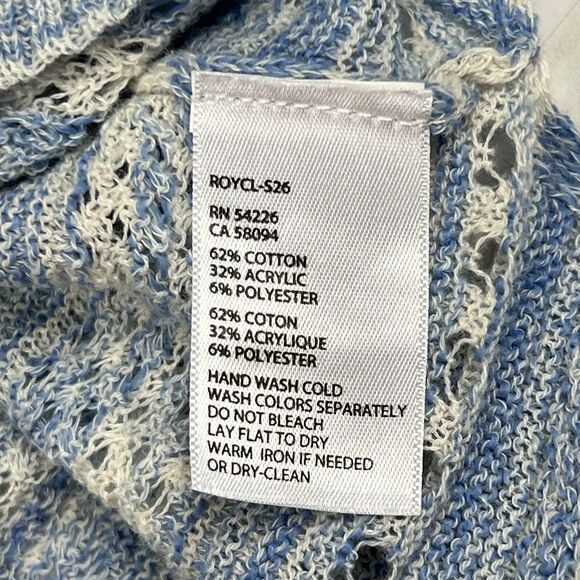 ROYCL-S26
RN 54226
CA 58094
62% COTTON
32% ACRYLIC
6% POLYESTER
62% COTON
32% ACRYLIQUE
6% POLYESTER
HAND WASH COLD
WASH COLORS SEPARATELY
DO NOT BLEACH
LAY FLAT TO DRY
WARM IRON IF NEEDED
OR DRY-CLEAN